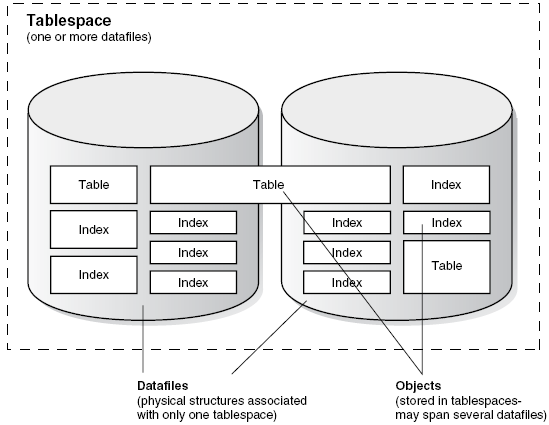 Tablespace
(one or more datafiles)
Table
Table
Index
Index
Index
Index
Index
Index
Index
Index
Index
Index
Index
Table
Datafiles
(physical structures associated
with only one tablespace)
Objects
(stored in tablespaces-
may span several datafiles)